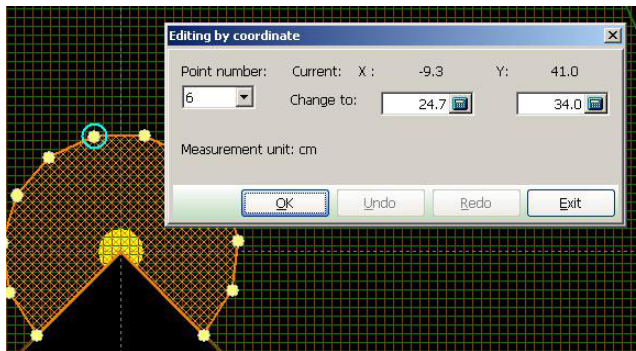 Editing by coordinate
Point number: Current: X : -9.3 Y: 41.0
6 Change to: 24.7 34.0
Measurement unit: cm
OK Undo Redo Exit